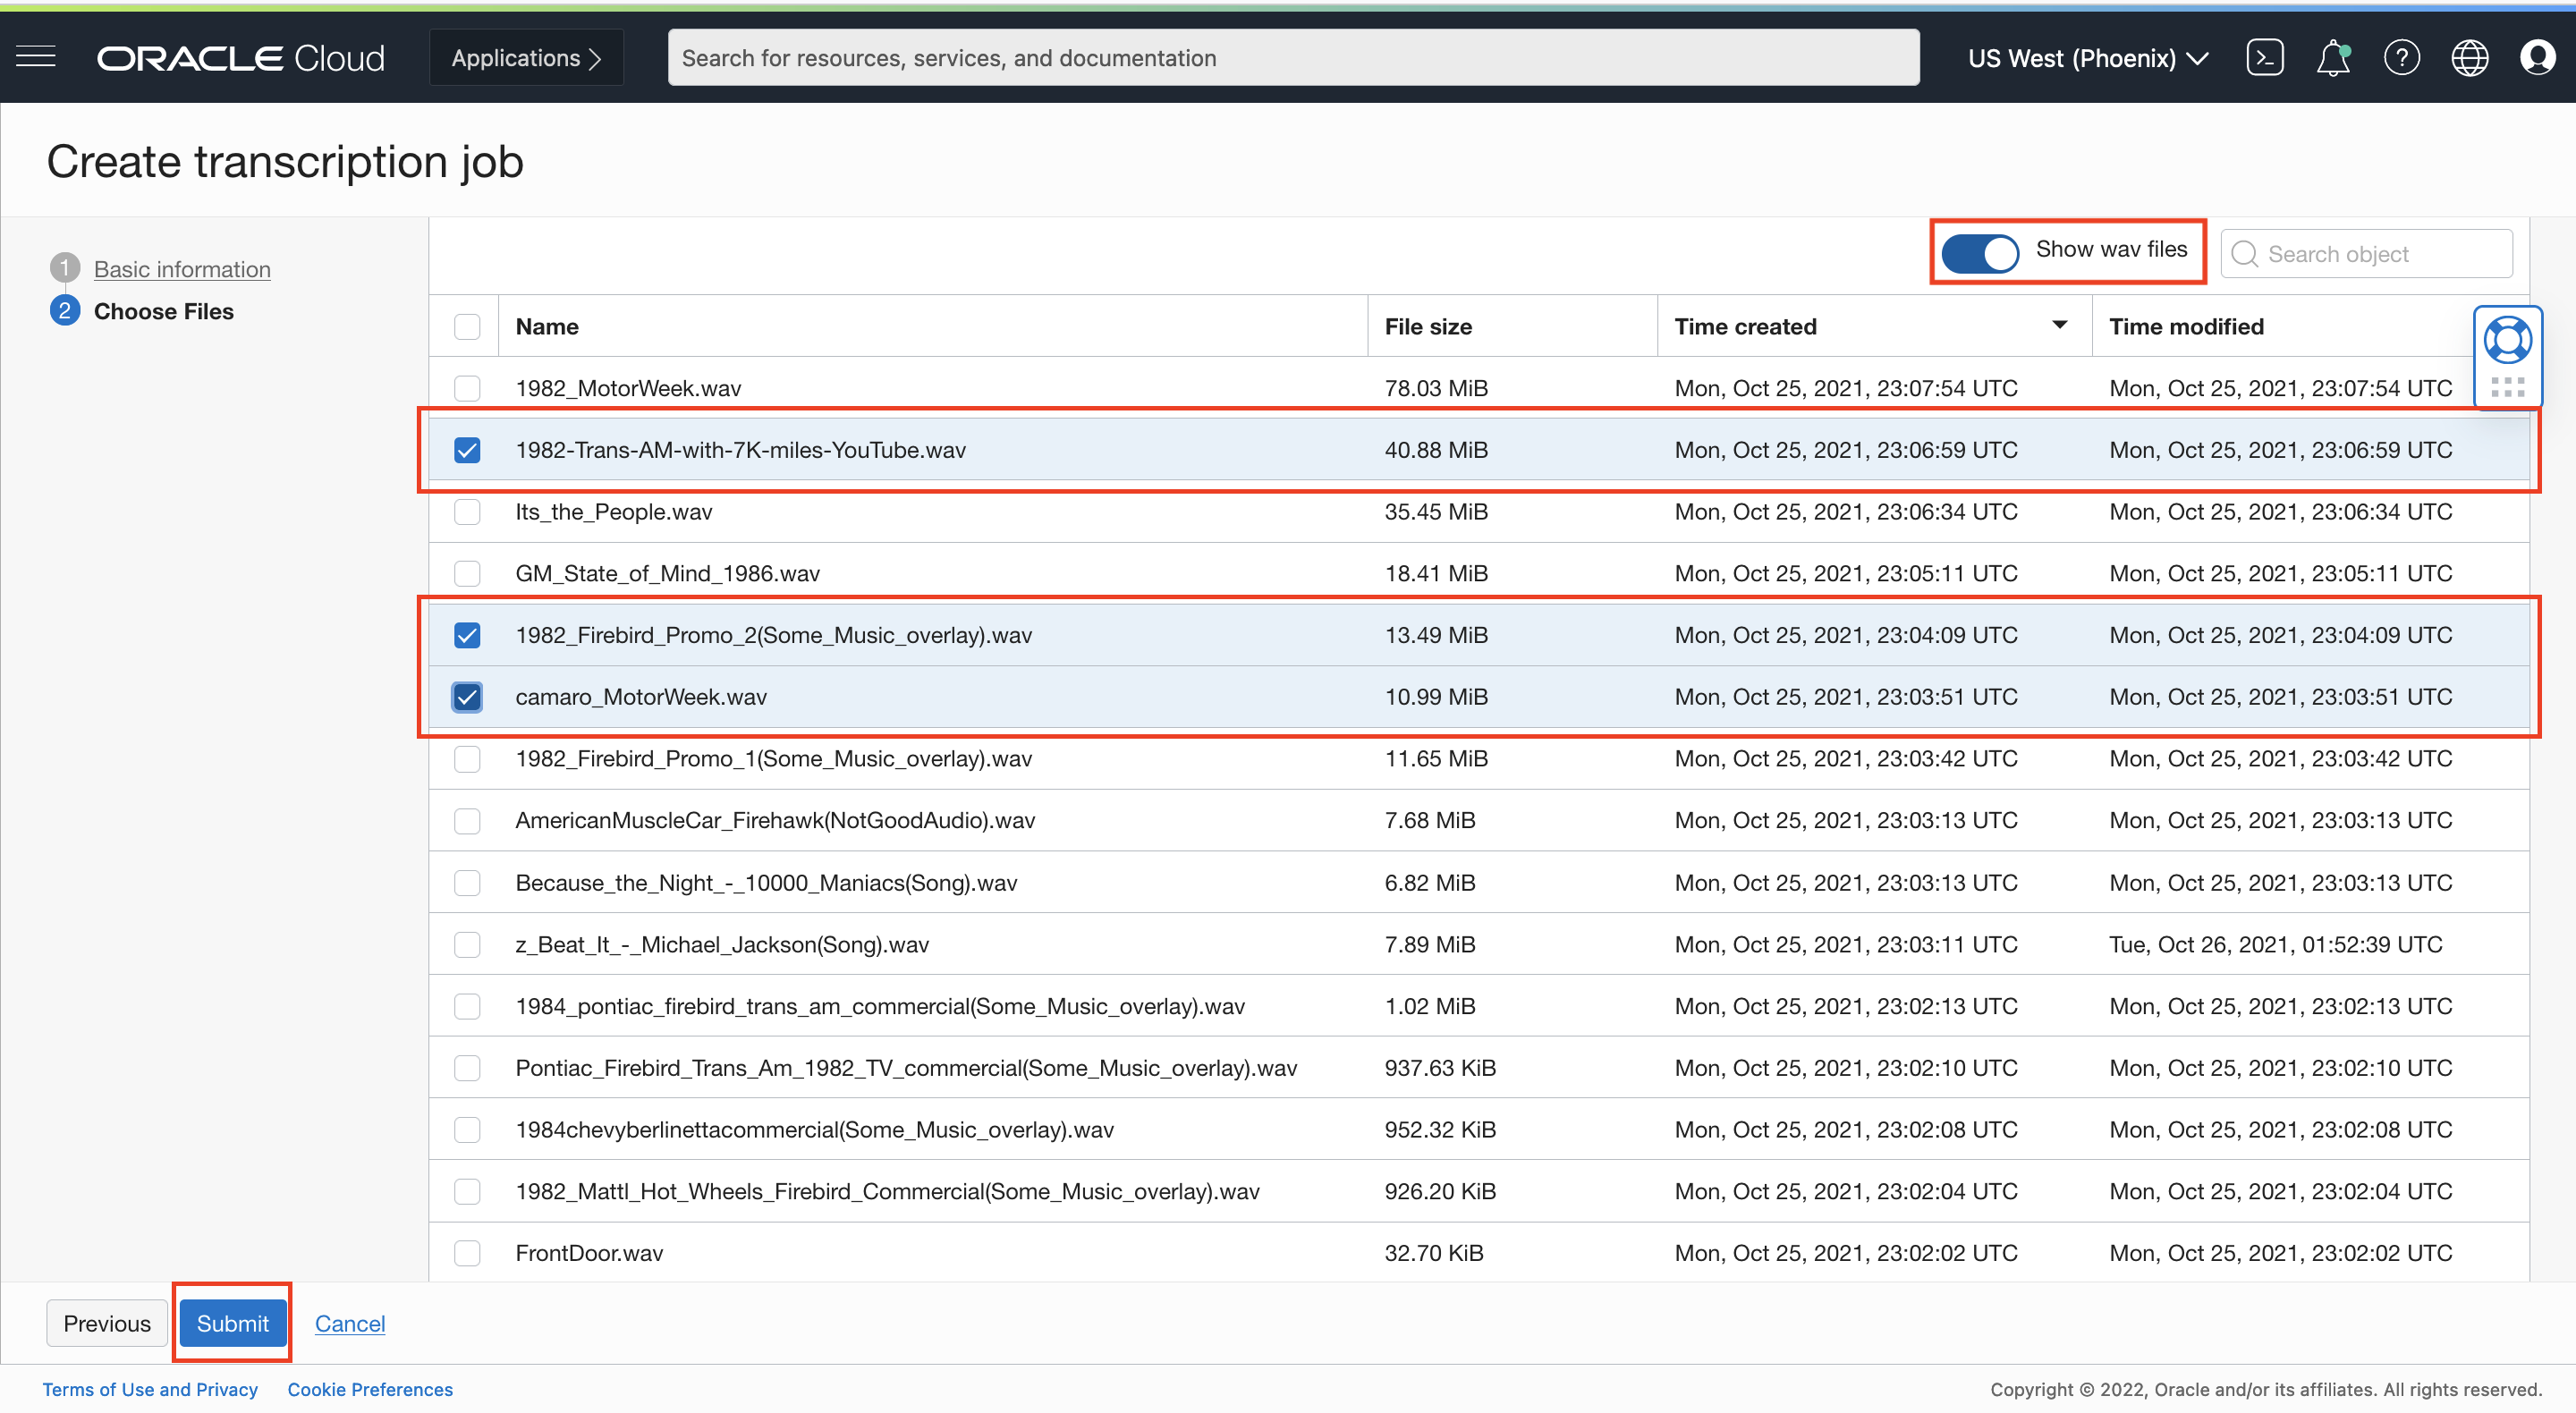 ORACLE Cloud Applications Search for resources, services, and documentation US West (Phoenix)
Create transcription job
Show wav files Search object
1 Basic information
2 Choose Files
Name File size Time created Time modified
1982_MotorWeek.wav 78.03 MiB Mon, Oct 25, 2021, 23:07:54 UTC Mon, Oct 25, 2021, 23:07:54 UTC
1982-Trans-AM-with-7K-miles-YouTube.wav 40.88 MiB Mon, Oct 25, 2021, 23:06:59 UTC Mon, Oct 25, 2021, 23:06:59 UTC
Its_the_People.wav 35.45 MiB Mon, Oct 25, 2021, 23:06:34 UTC Mon, Oct 25, 2021, 23:06:34 UTC
GM_State_of_Mind_1986.wav 18.41 MiB Mon, Oct 25, 2021, 23:05:11 UTC Mon, Oct 25, 2021, 23:05:11 UTC
1982_Firebird_Promo_2(Some_Music_overlay).wav 13.49 MiB Mon, Oct 25, 2021, 23:04:09 UTC Mon, Oct 25, 2021, 23:04:09 UTC
camaro_MotorWeek.wav 10.99 MiB Mon, Oct 25, 2021, 23:03:51 UTC Mon, Oct 25, 2021, 23:03:51 UTC
1982_Firebird_Promo_1(Some_Music_overlay).wav 11.65 MiB Mon, Oct 25, 2021, 23:03:42 UTC Mon, Oct 25, 2021, 23:03:42 UTC
AmericanMuscleCar_Firehawk(NotGoodAudio).wav 7.68 MiB Mon, Oct 25, 2021, 23:03:13 UTC Mon, Oct 25, 2021, 23:03:13 UTC
Because_the_Night_-_10000_Maniacs(Song).wav 6.82 MiB Mon, Oct 25, 2021, 23:03:13 UTC Mon, Oct 25, 2021, 23:03:13 UTC
z_Beat_It_-_Michael_Jackson(Song).wav 7.89 MiB Mon, Oct 25, 2021, 23:03:11 UTC Tue, Oct 26, 2021, 01:52:39 UTC
1984_pontiac_firebird_trans_am_commercial(Some_Music_overlay).wav 1.02 MiB Mon, Oct 25, 2021, 23:02:13 UTC Mon, Oct 25, 2021, 23:02:13 UTC
Pontiac_Firebird_Trans_Am_1982_TV_commercial(Some_Music_overlay).wav 937.63 KiB Mon, Oct 25, 2021, 23:02:10 UTC Mon, Oct 25, 2021, 23:02:10 UTC
1984chevyberlinettacommercial(Some_Music_overlay).wav 952.32 KiB Mon, Oct 25, 2021, 23:02:08 UTC Mon, Oct 25, 2021, 23:02:08 UTC
1982_Mattl_Hot_Wheels_Firebird_Commercial(Some_Music_overlay).wav 926.20 KiB Mon, Oct 25, 2021, 23:02:04 UTC Mon, Oct 25, 2021, 23:02:04 UTC
FrontDoor.wav 32.70 KiB Mon, Oct 25, 2021, 23:02:02 UTC Mon, Oct 25, 2021, 23:02:02 UTC
Previous Submit Cancel
Terms of Use and Privacy Cookie Preferences Copyright © 2022, Oracle and/or its affiliates. All rights reserved.